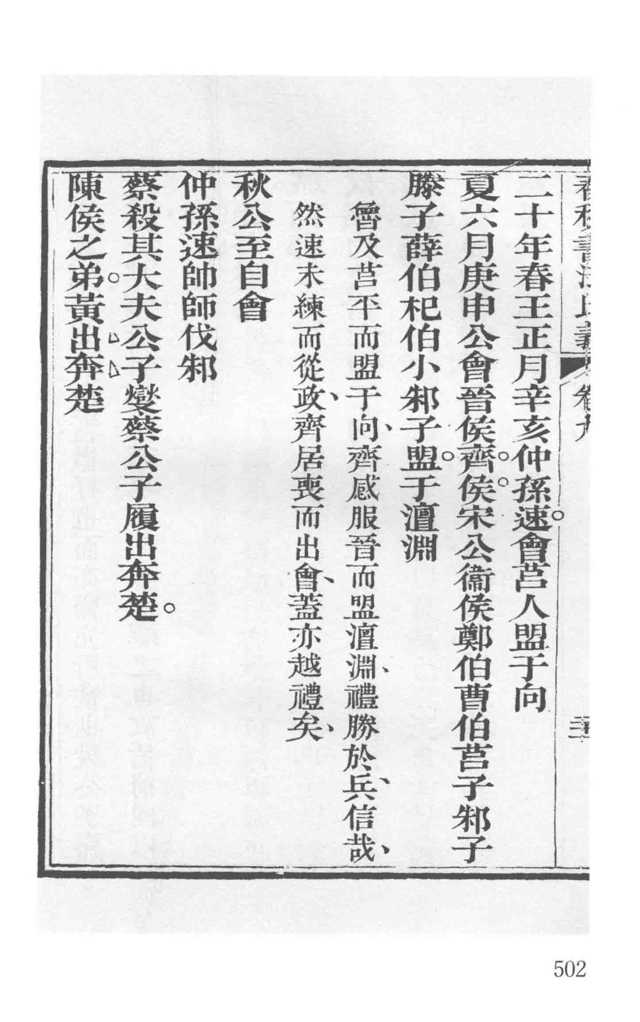 春秋書法鉤義 卷九
二十年春王正月辛亥仲孫速會莒人盟于向
夏六月庚申公會晉侯齊侯宋公衞侯鄭伯曹伯莒子邾子
滕子薛伯杞伯小邾子盟于澶淵
魯及莒平而盟于向、齊感服晉而盟澶淵、禮勝於兵、信哉、
然速未練而從政、齊居喪而出會、蓋亦越禮矣、
秋公至自會
仲孫速帥師伐邾
蔡殺其大夫公子燮蔡公子履出奔楚。
陳侯之弟黃出奔楚
502